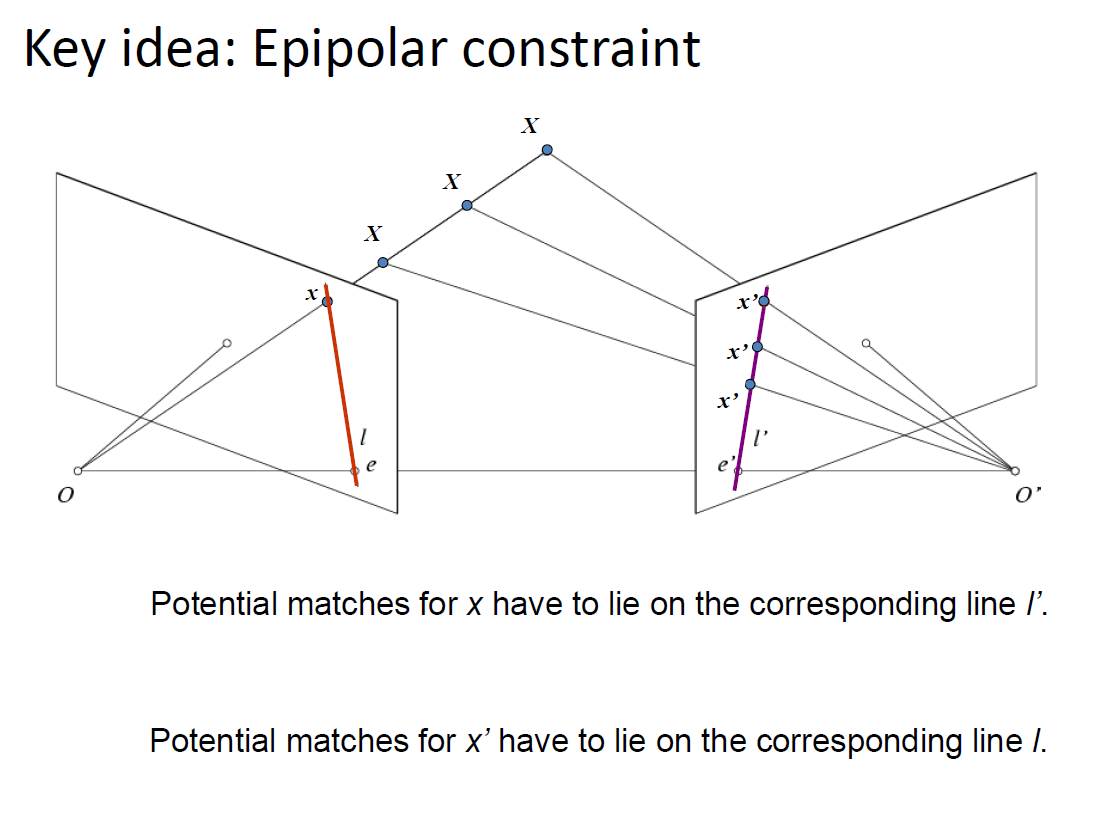 Key idea: Epipolar constraint
X
X
X
x
x’
x’
x’
l
l’
e
e’
O
O’
Potential matches for x have to lie on the corresponding line l’.
Potential matches for x’ have to lie on the corresponding line l.